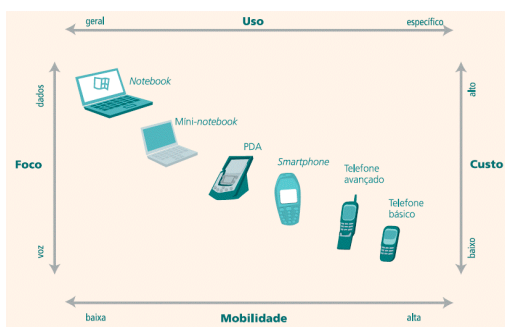 geral
Uso
específico
Notebook
dados
alto
Mini-notebook
PDA
Foco
Smartphone
Telefone
avançado
Custo
Telefone
básico
voz
baixo
baixa
Mobilidade
alta